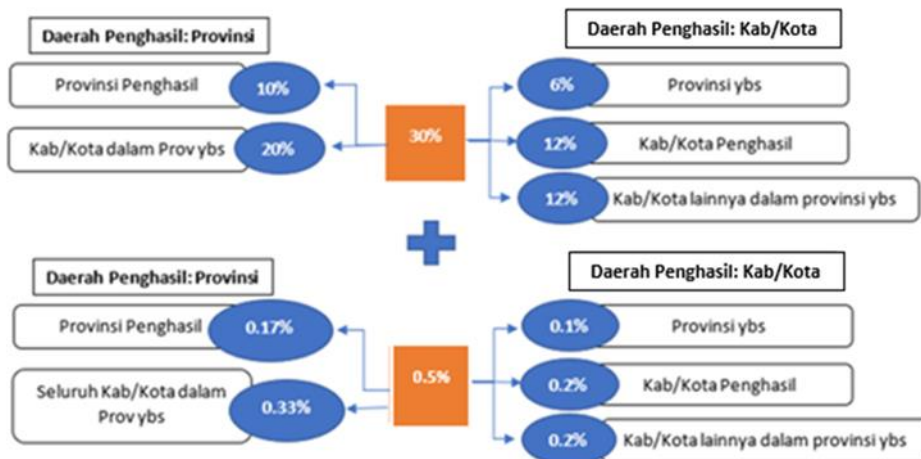 Daerah Penghasil: Provinsi
Provinsi Penghasil
10%
Kab/Kota dalam Prov ybs
20%
30%
Daerah Penghasil: Kab/Kota
6%
Provinsi ybs
12%
Kab/Kota Penghasil
12%
Kab/Kota lainnya dalam provinsi ybs
Daerah Penghasil: Provinsi
Provinsi Penghasil
0.17%
Seluruh Kab/Kota dalam
Prov ybs
0.33%
0.5%
Daerah Penghasil: Kab/Kota
0.1%
Provinsi ybs
0.2%
Kab/Kota Penghasil
0.2%
Kab/Kota lainnya dalam provinsi ybs